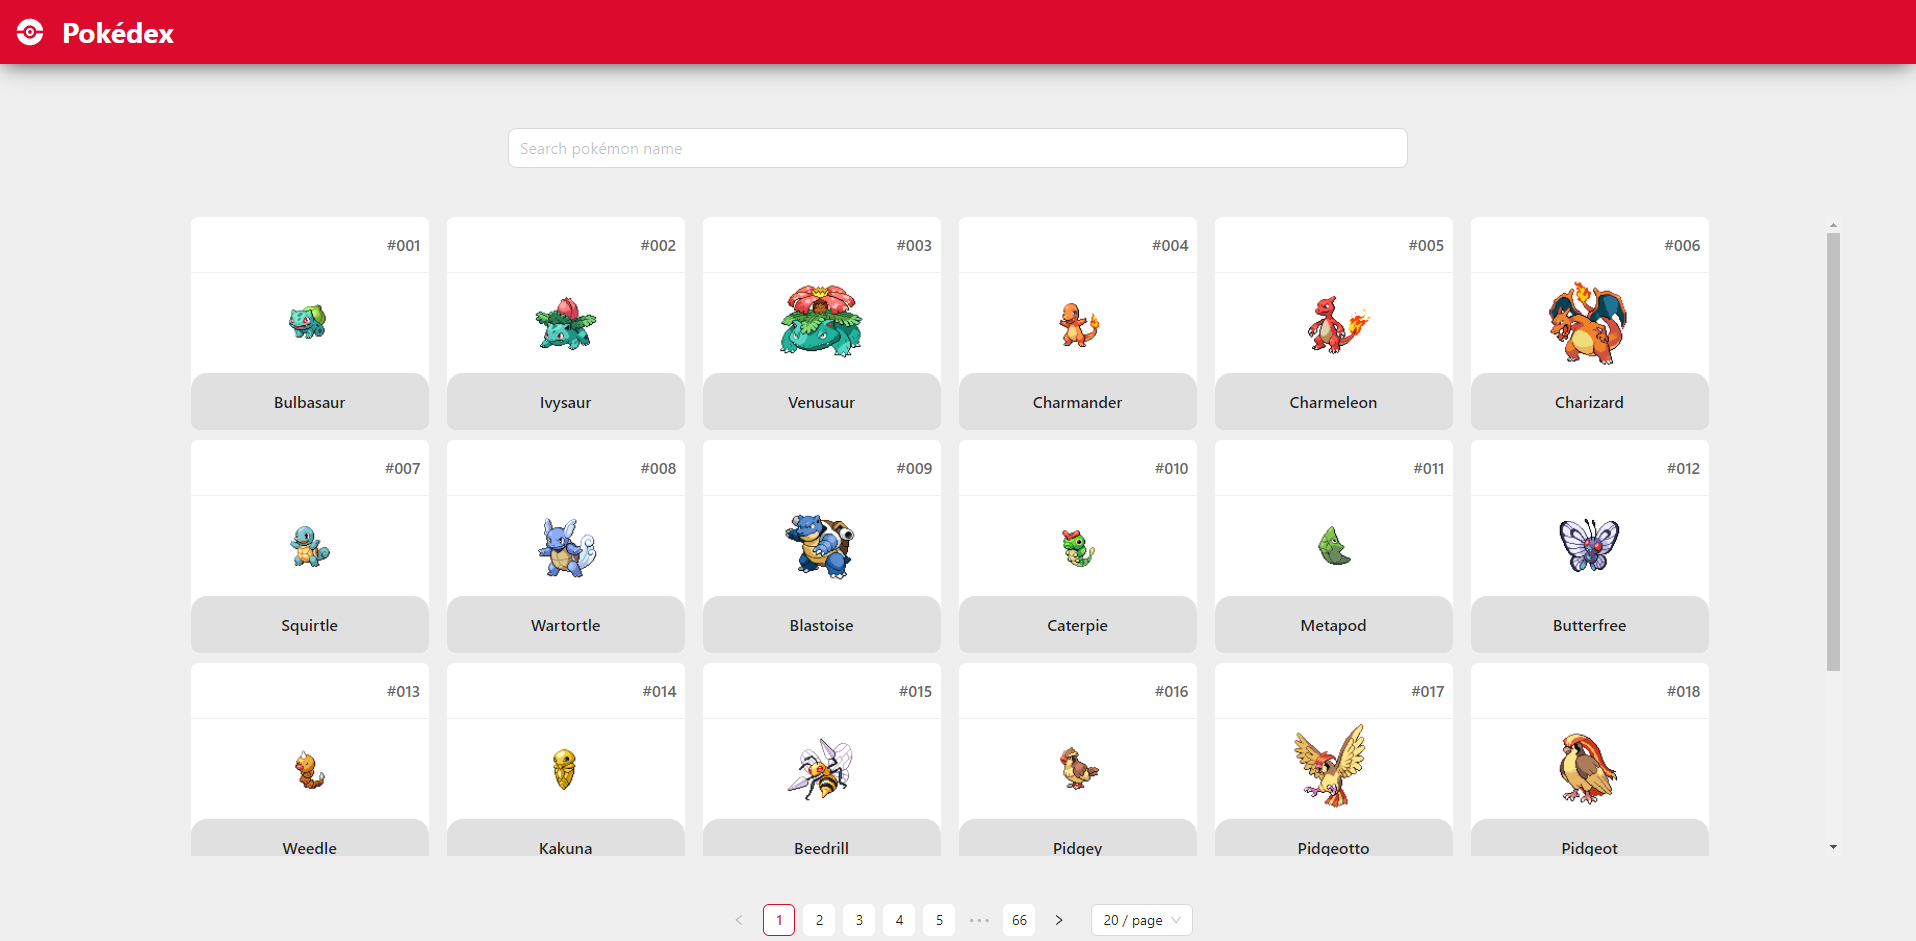 Pokédex
Search pokémon name
#001 #002 #003 #004 #005 #006
Bulbasaur Ivysaur Venusaur Charmander Charmeleon Charizard
#007 #008 #009 #010 #011 #012
Squirtle Wartortle Blastoise Caterpie Metapod Butterfree
#013 #014 #015 #016 #017 #018
Weedle Kakuna Beedrill Pidgey Pidgeotto Pidgeot
< 1 2 3 4 5 ••• 66 > 20 / page